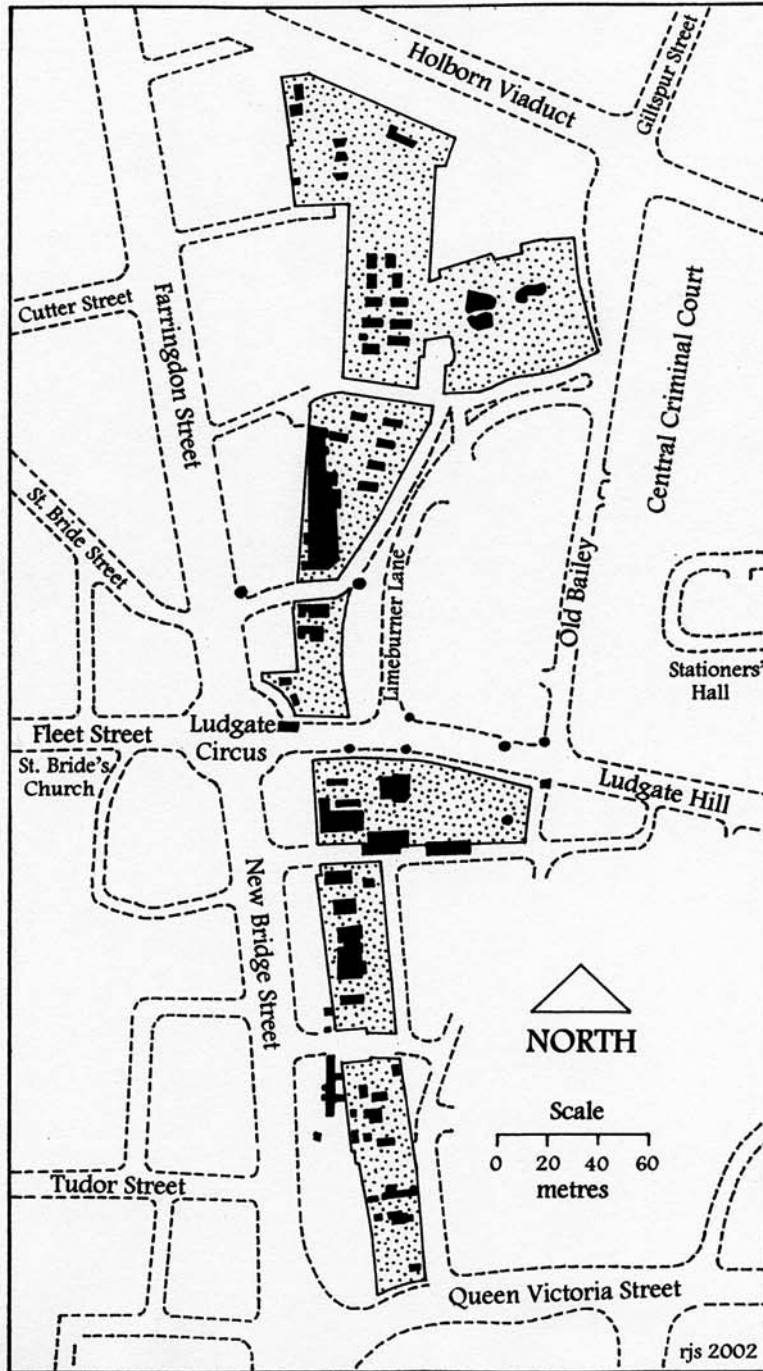 Holborn Viaduct
Giltspur Street
Cutter Street
Farringdon Street
Central Criminal Court
St. Bride Street
Limeburner Lane
Old Bailey
Stationers'
Hall
Fleet Street
Ludgate
Circus
St. Bride's
Church
Ludgate Hill
New Bridge Street
NORTH
Scale
0 20 40 60
metres
Tudor Street
Queen Victoria Street
rjs 2002